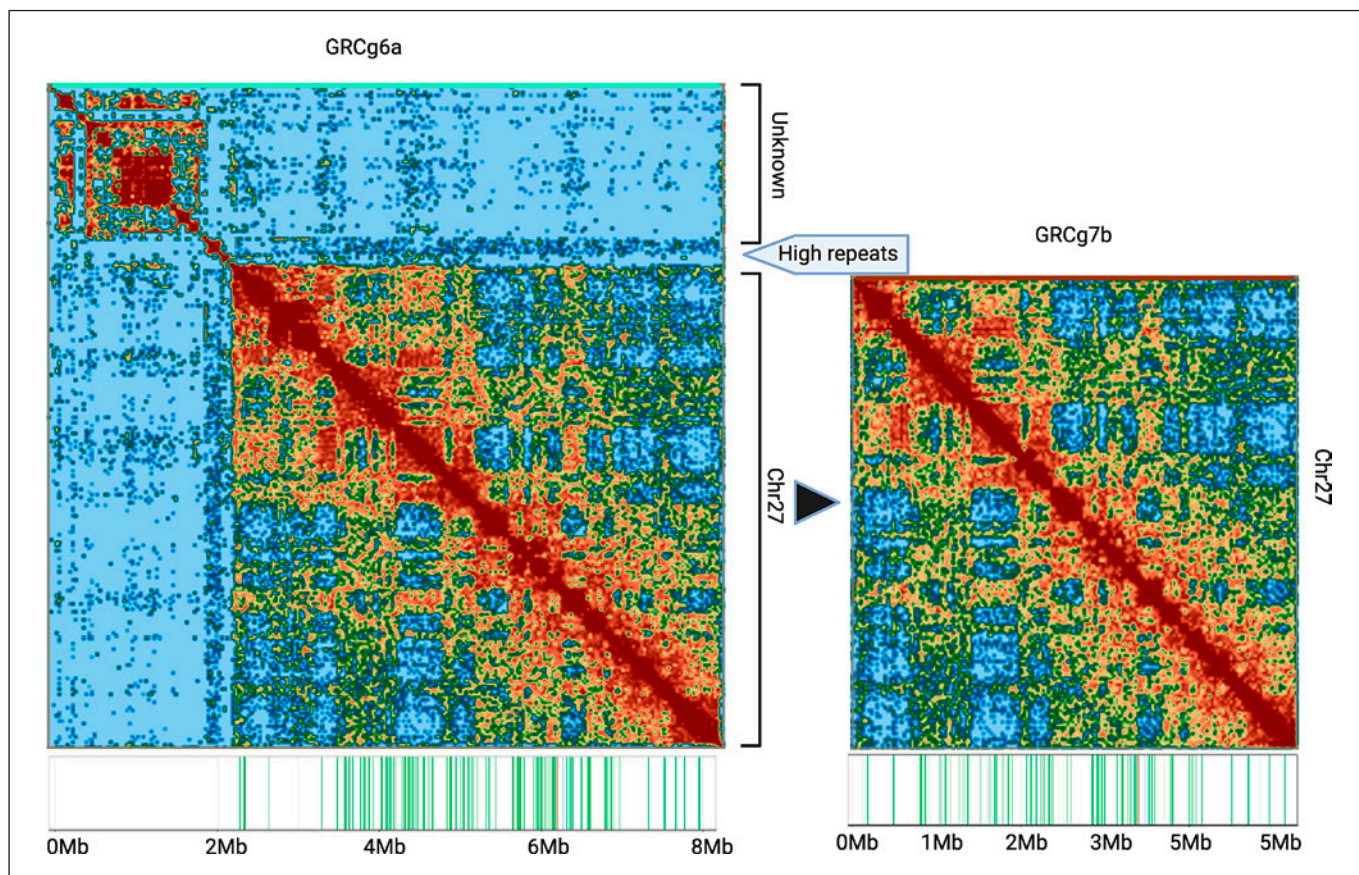 GRCg6a
Unknown
High repeats
GRCg7b
Chr27
Chr27
0Mb 2Mb 4Mb 6Mb 8Mb
0Mb 1Mb 2Mb 3Mb 5Mb 5Mb